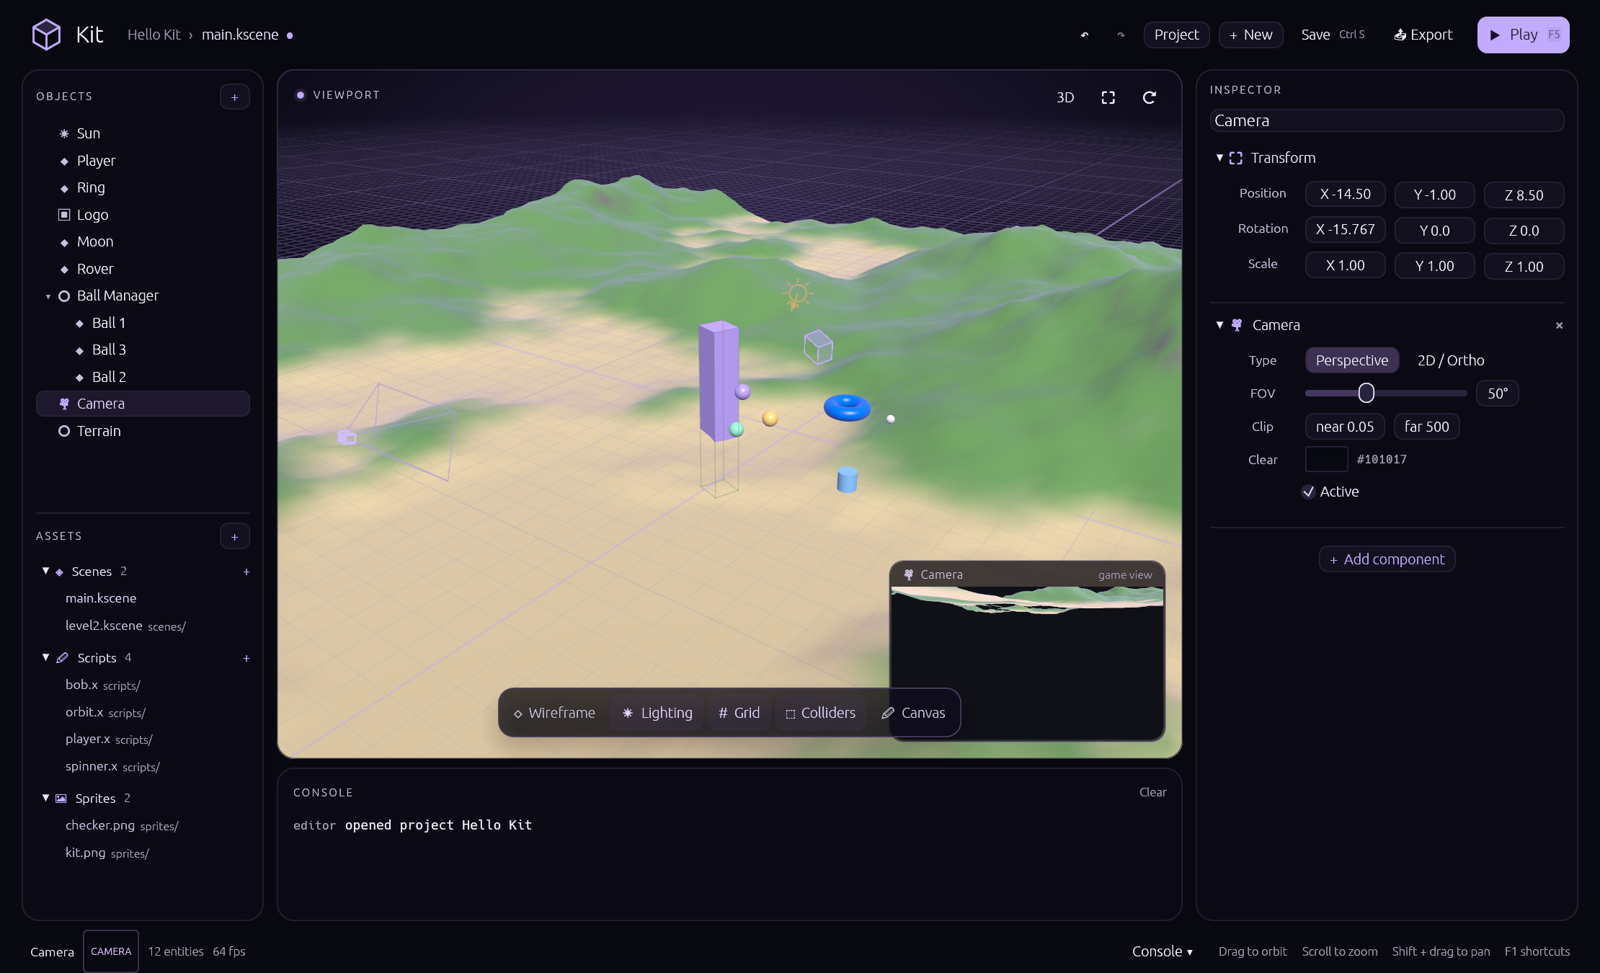 Kit Hello Kit › main.kscene
Project + New Save Ctrl S Export Play F5
OBJECTS +
Sun
Player
Ring
Logo
Moon
Rover
Ball Manager
Ball 1
Ball 3
Ball 2
Camera
Terrain
ASSETS +
Scenes 2 +
main.kscene
level2.kscene scenes/
Scripts 4 +
bob.x scripts/
orbit.x scripts/
player.x scripts/
spinner.x scripts/
Sprites 2
checker.png sprites/
kit.png sprites/
VIEWPORT 3D
Camera game view
Wireframe Lighting # Grid Colliders Canvas
CONSOLE Clear
editor opened project Hello Kit
INSPECTOR
Camera
Transform
Position X -14.50 Y -1.00 Z 8.50
Rotation X -15.767 Y 0.0 Z 0.0
Scale X 1.00 Y 1.00 Z 1.00
Camera ×
Type Perspective 2D / Ortho
FOV 50°
Clip near 0.05 far 500
Clear #101017
Active
+ Add component
Camera CAMERA 12 entities 64 fps
Console ▾ Drag to orbit Scroll to zoom Shift + drag to pan F1 shortcuts